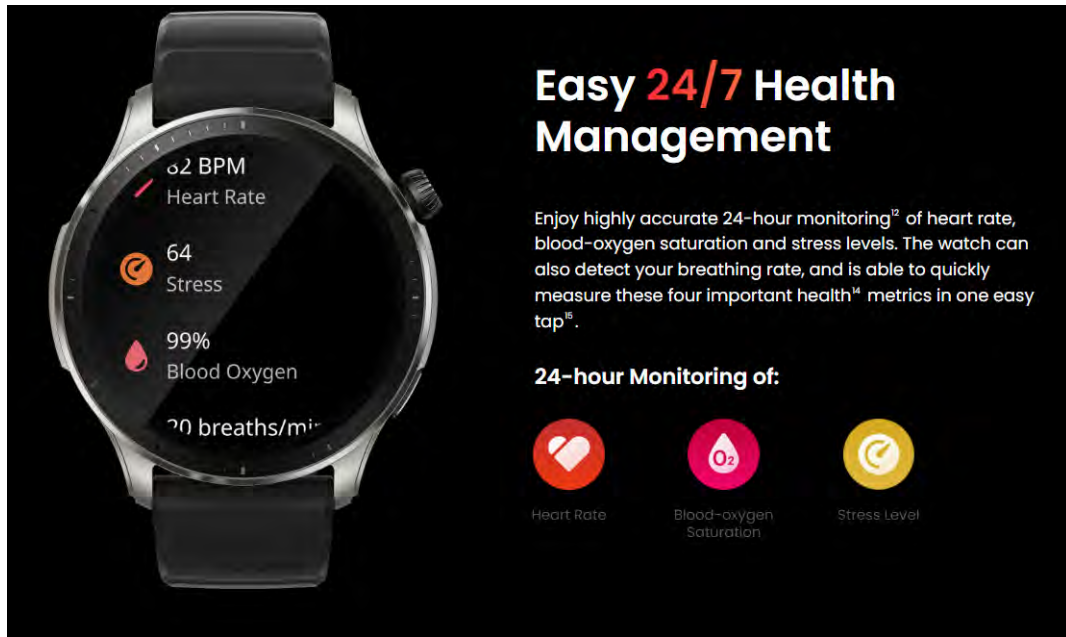 82 BPM
Heart Rate
64
Stress
99%
Blood Oxygen
20 breaths/min
Easy 24/7 Health
Management
Enjoy highly accurate 24-hour monitoring¹² of heart rate,
blood-oxygen saturation and stress levels. The watch can
also detect your breathing rate, and is able to quickly
measure these four important health¹⁴ metrics in one easy
tap¹⁵.
24-hour Monitoring of:
Heart Rate
O₂
Blood-oxygen
Saturation
Stress Level